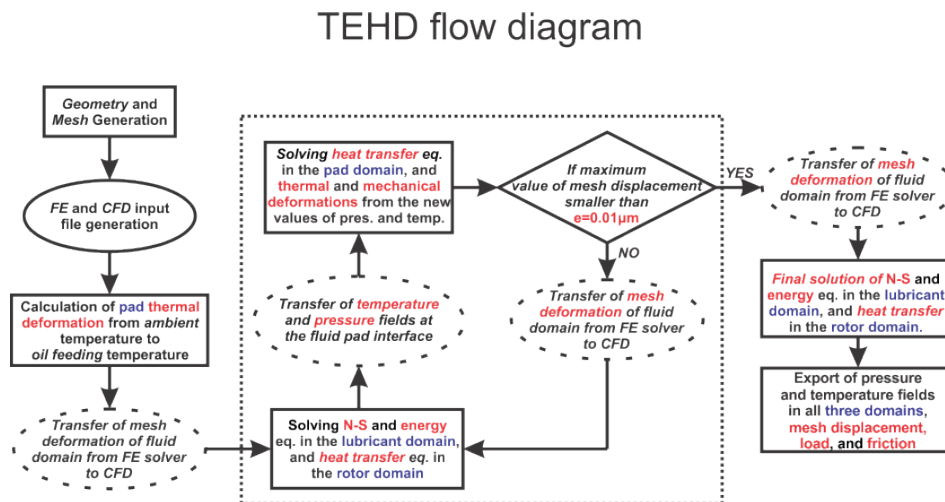 TEHD flow diagram
Geometry and
Mesh Generation
FE and CFD input
file generation
Calculation of pad thermal
deformation from ambient
temperature to
oil feeding temperature
Transfer of mesh
deformation of fluid
domain from FE solver
to CFD
Solving N-S and energy
eq. in the lubricant domain,
and heat transfer eq. in
the rotor domain
Transfer of temperature
and pressure fields at
the fluid pad interface
Solving heat transfer eq.
in the pad domain, and
thermal and mechanical
deformations from the new
values of pres. and temp.
If maximum
value of mesh displacement
smaller than
e=0.01µm
NO
Transfer of mesh
deformation of fluid
domain from FE solver
to CFD
YES
Transfer of mesh
deformation of fluid
domain from FE solver
to CFD
Final solution of N-S and
energy eq. in the lubricant
domain, and heat transfer
in the rotor domain.
Export of pressure
and temperature fields
in all three domains,
mesh displacement,
load, and friction